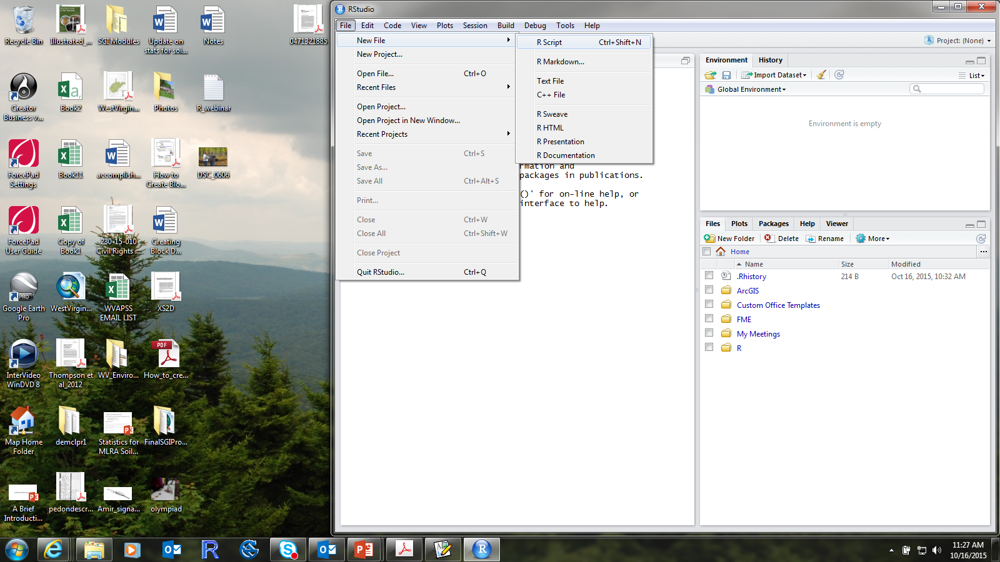 Recycle Bin
Illustrated_...
SGI Modules
Update on
stats for soi...
Notes
0471321885
Creator
Business v...
Book2
WestVirgin...
Photos
R_webinar
ForcePad
Settings
Book11
accomplish...
How to
Create Blo...
DSC_0606
ForcePad
User Guide
Copy of
Book1
230-15-010
Civil Rights ...
Creating
Block D...
Google Earth
Pro
PRO
WestVirgin...
WVAPSS
EMAIL LIST
XS2D
InterVideo
WinDVD 8
Thompson et
al_2012
WV_Enviro...
PDF
How_to_cre...
Map Home
Folder
demclpr1
Statistics for
MLRA Soil...
FinalSGIPro...
A Brief
Introducti...
pedondescr...
Amir_signa...
olympiad
RStudio
File Edit Code View Plots Session Build Debug Tools Help
Project: (None)
New File
New Project...
Open File... Ctrl+O
Recent Files
Open Project...
Open Project in New Window...
Recent Projects
Save Ctrl+S
Save As...
Save All Ctrl+Alt+S
Print...
Close Ctrl+W
Close All Ctrl+Shift+W
Close Project
Quit RStudio... Ctrl+Q
R Script Ctrl+Shift+N
R Markdown...
Text File
C++ File
R Sweave
R HTML
R Presentation
R Documentation
rmation and
packages in publications.
()' for on-line help, or
interface to help.
Environment History
Import Dataset List
Global Environment
Environment is empty
Files Plots Packages Help Viewer
New Folder Delete Rename More
Home ...
Name Size Modified
.Rhistory 214 B Oct 16, 2015, 10:32 AM
ArcGIS
Custom Office Templates
FME
My Meetings
R
11:27 AM
10/16/2015